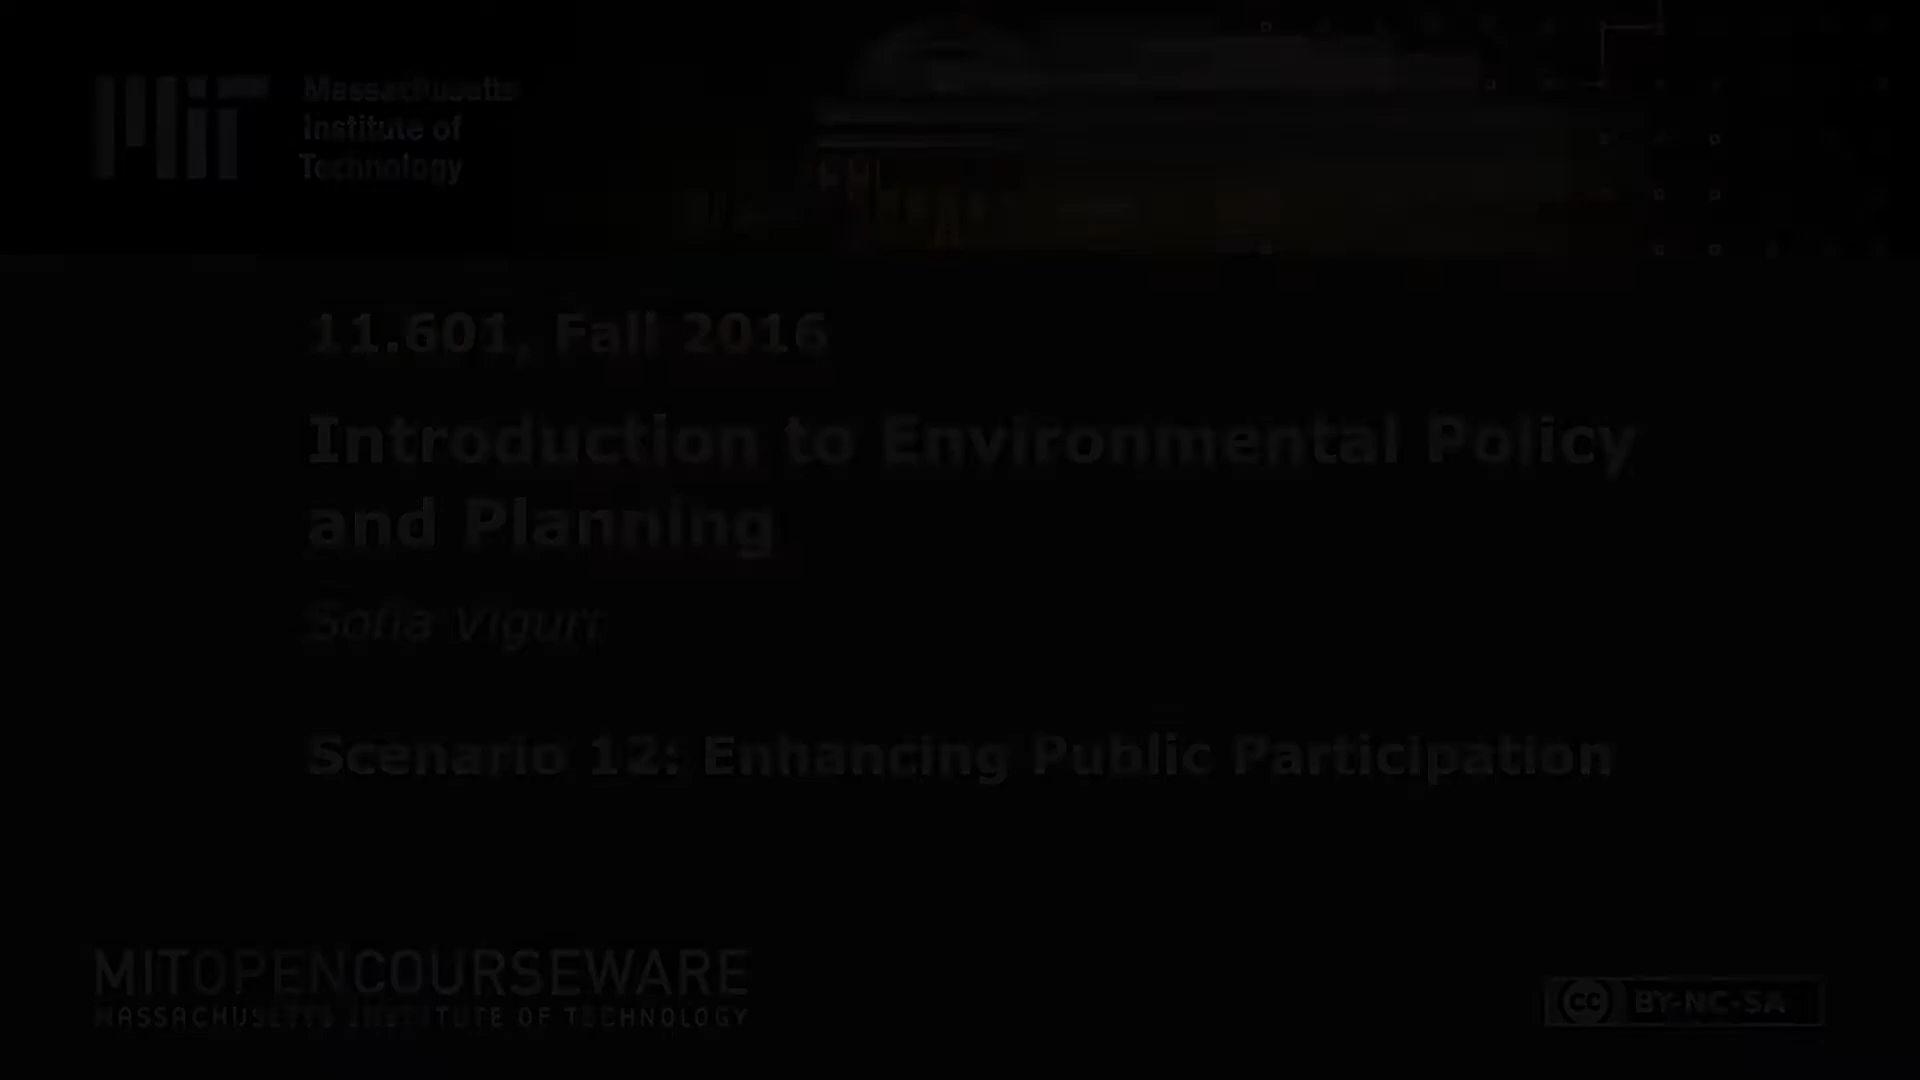 Massachusetts
Institute of
Technology
11.601, Fall 2016
Introduction to Environmental Policy
and Planning
Sofia Viguri
Scenario 12: Enhancing Public Participation
MITOPENCOURSEWARE
MASSACHUSETTS INSTITUTE OF TECHNOLOGY
cc BY-NC-SA